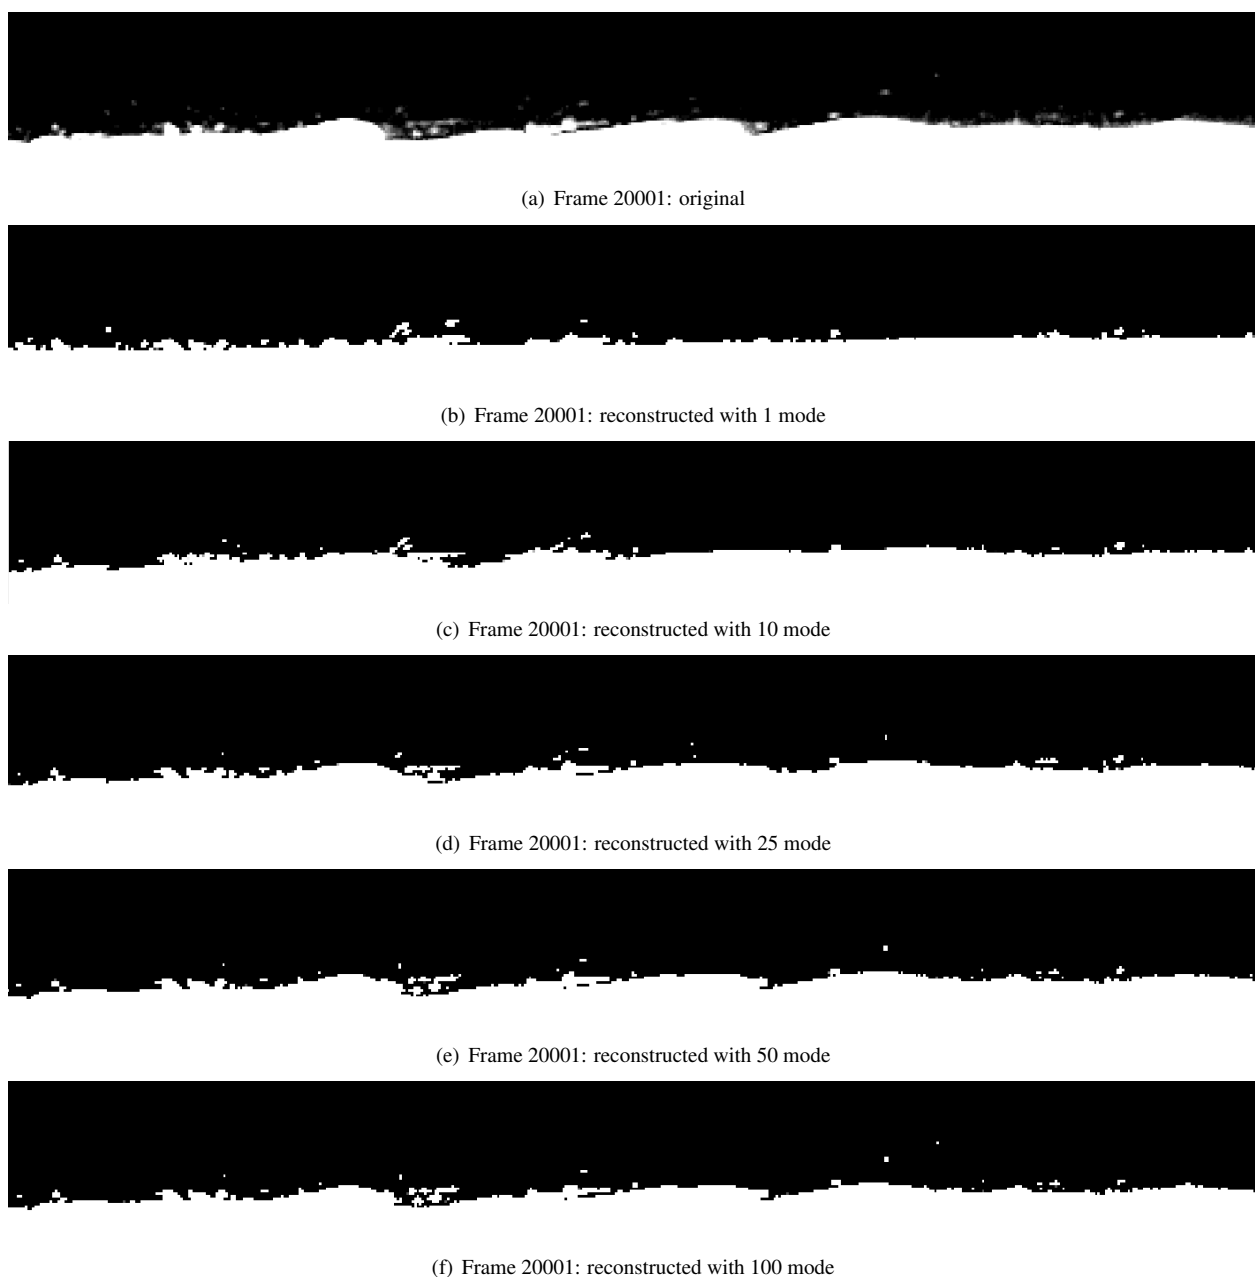 (a) Frame 20001: original
(b) Frame 20001: reconstructed with 1 mode
(c) Frame 20001: reconstructed with 10 mode
(d) Frame 20001: reconstructed with 25 mode
(e) Frame 20001: reconstructed with 50 mode
(f) Frame 20001: reconstructed with 100 mode